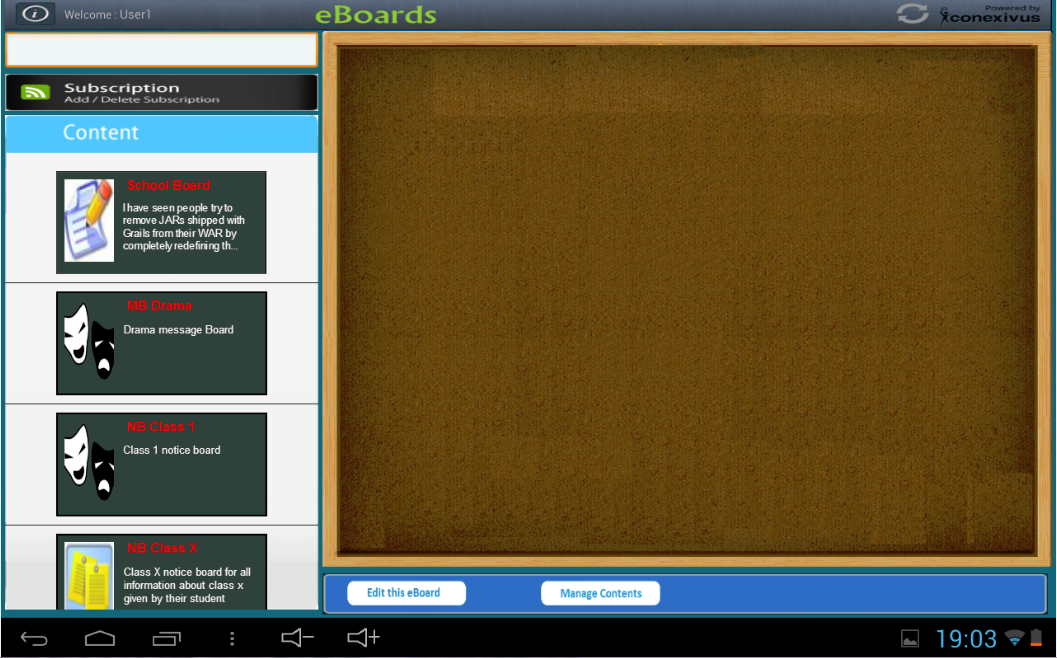 Welcome : User1
eBoards
Powered by
conexivus
Subscription
Add / Delete Subscription
Content
School Board
I have seen people try to
remove JARs shipped with
Grails from their WAR by
completely redefining th...
MB Drama
Drama message Board
NB Class 1
Class 1 notice board
NB Class X
Class X notice board for all
information about class x
given by their student
Edit this eBoard
Manage Contents
19:03